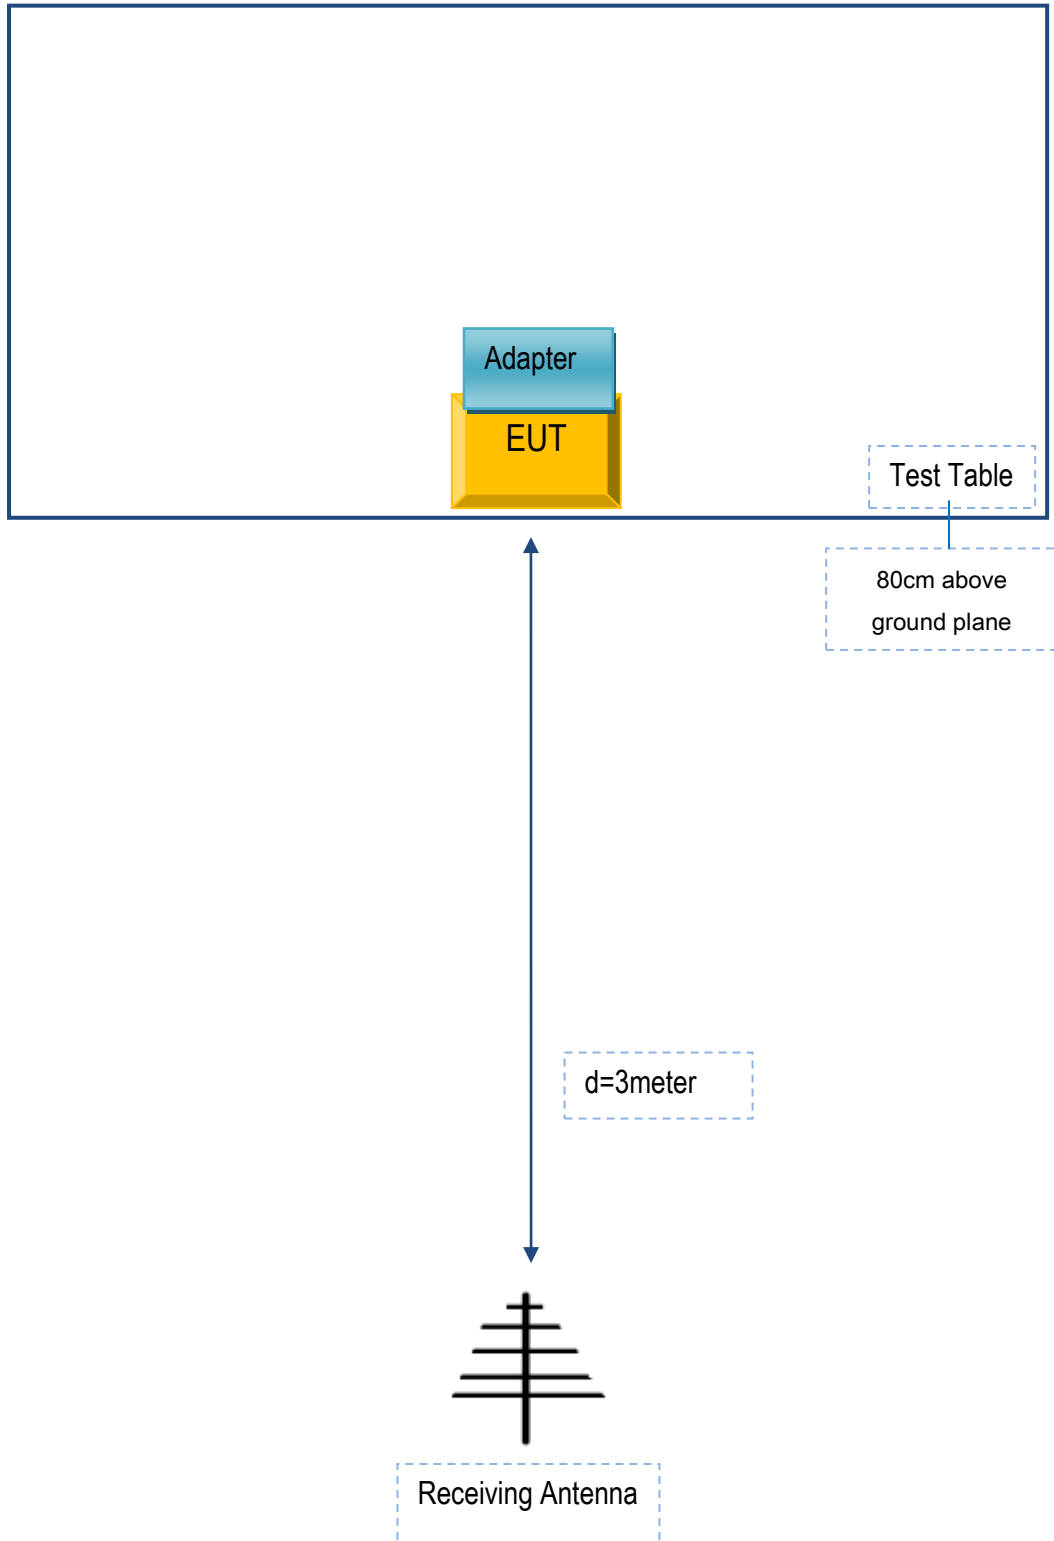 Adapter
EUT
Test Table
80cm above
ground plane
d=3meter
Receiving Antenna